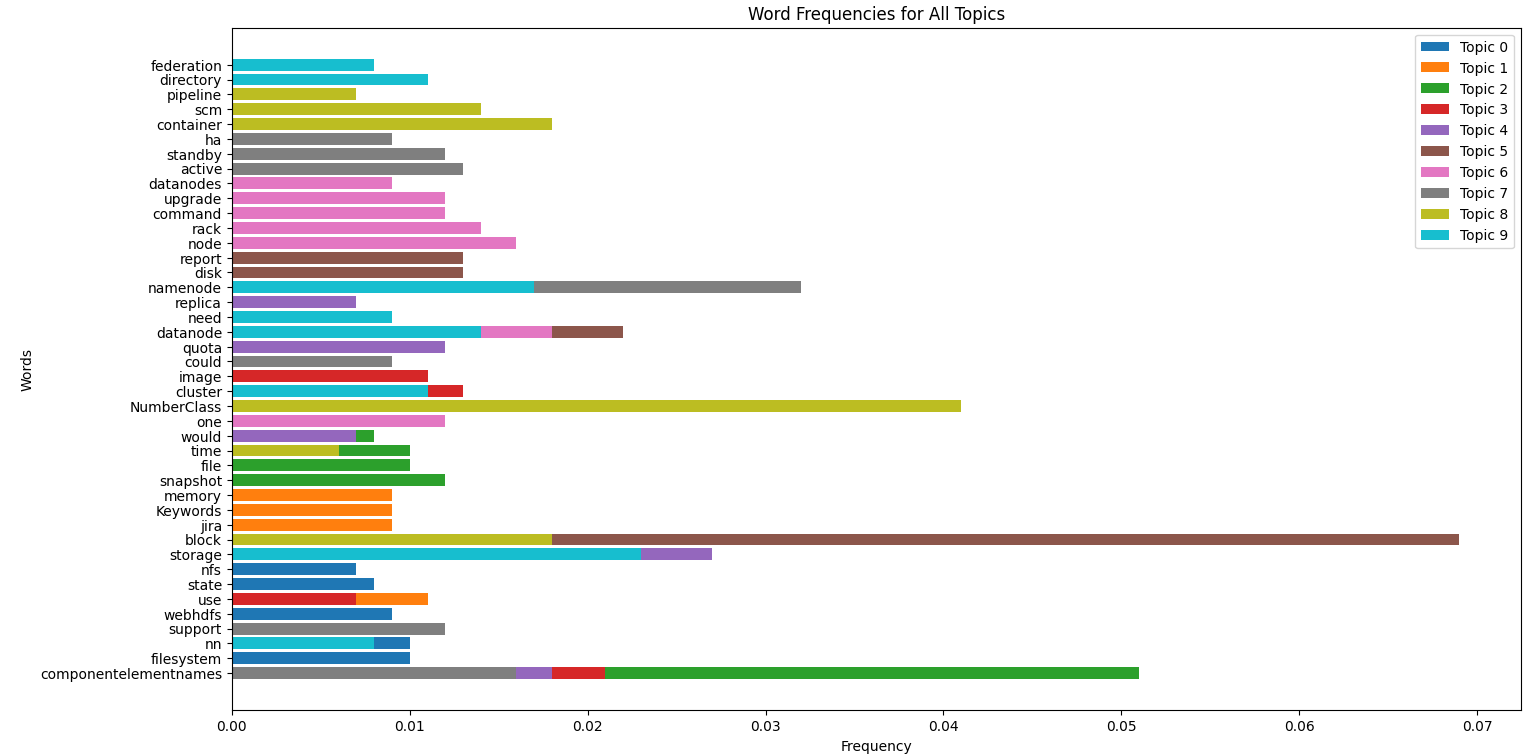 Word Frequencies for All Topics
Topic 0
Topic 1
Topic 2
Topic 3
Topic 4
Topic 5
Topic 6
Topic 7
Topic 8
Topic 9
Words
federation
directory
pipeline
scm
container
ha
standby
active
datanodes
upgrade
command
rack
node
report
disk
namenode
replica
need
datanode
quota
could
image
cluster
NumberClass
one
would
time
file
snapshot
memory
Keywords
jira
block
storage
nfs
state
use
webhdfs
support
nn
filesystem
componentelementnames
0.00 0.01 0.02 0.03 0.04 0.05 0.06 0.07
Frequency